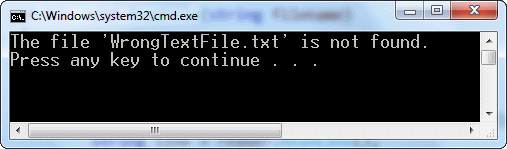 C:\Windows\system32\cmd.exe
The file 'WrongTextFile.txt' is not found.
Press any key to continue . . .